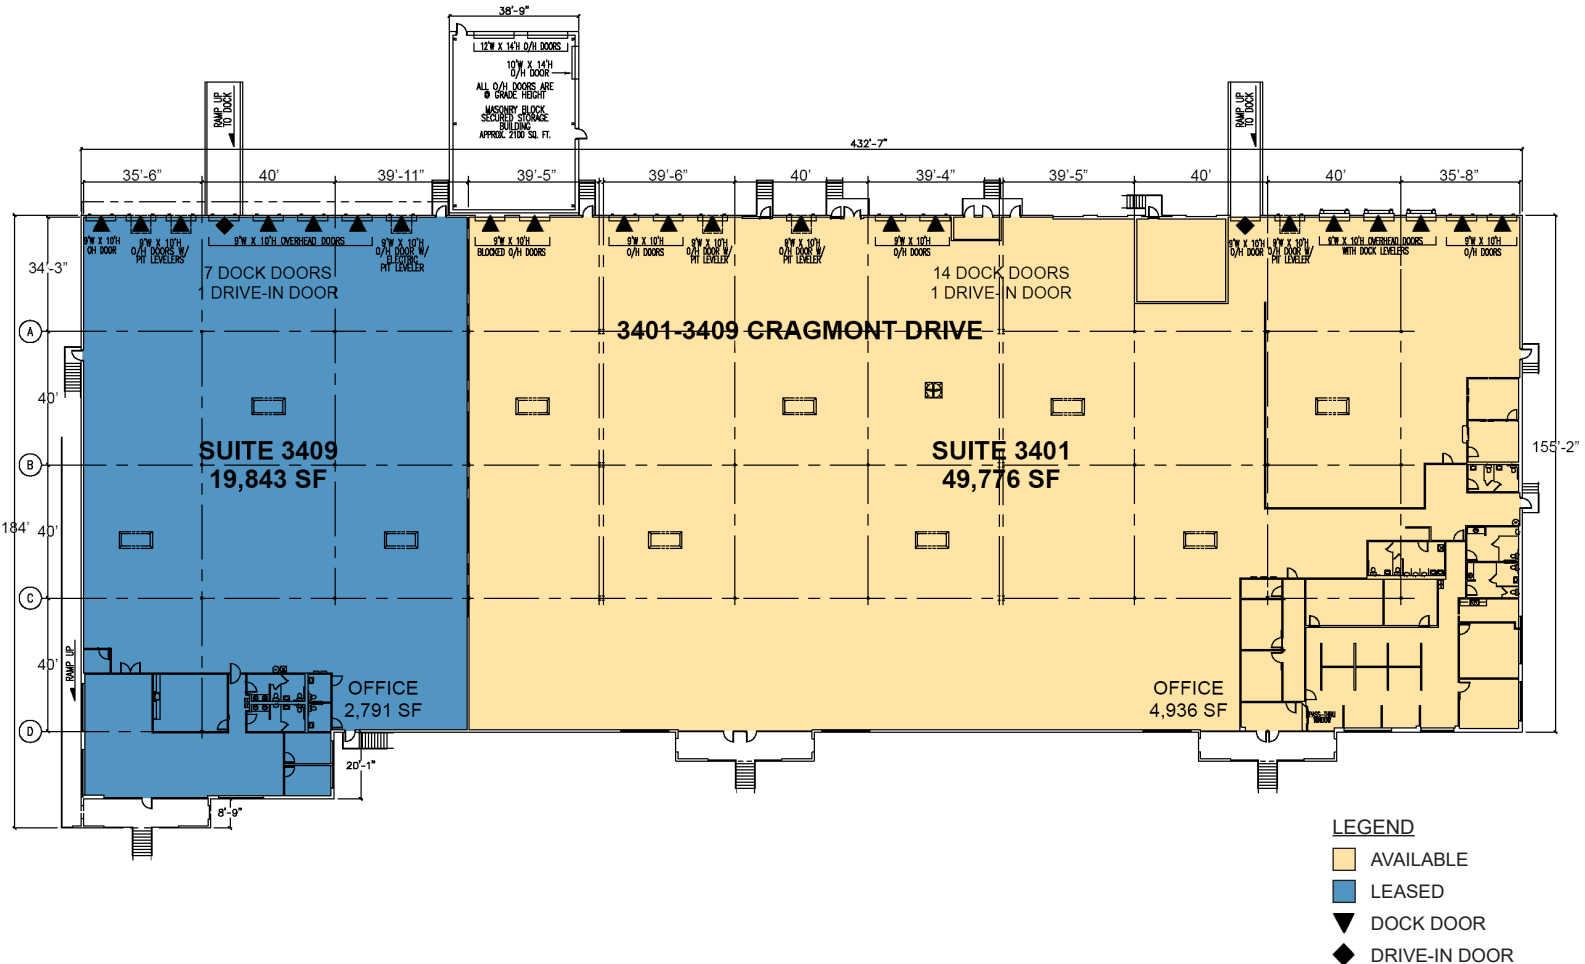 38'-9"
12'W X 14'H O/H DOORS
10'W X 14'H
O/H DOOR
ALL O/H DOORS ARE
@ GRADE HEIGHT
MASONRY BLOCK
SECURED STORAGE
BUILDING
APPROX. 2100 SQ. FT.
RAMP UP
TO DOCK
RAMP UP
TO DOCK
432'-7"
35'-6"
40'
39'-11"
39'-5"
39'-6"
40'
39'-4"
39'-5"
40'
40'
35'-8"
9'W X 10'H
OH DOOR
9'W X 10'H
O/H DOORS W/
PIT LEVELERS
9'W X 10'H OVERHEAD DOORS
9'W X 10'H
O/H DOOR W/
ELECTRIC
PIT LEVELER
9'W X 10'H
BLOCKED O/H DOORS
9'W X 10'H
O/H DOORS
9'W X 10'H
O/H DOOR W/
PIT LEVELER
9'W X 10'H
O/H DOOR W/
PIT LEVELER
9'W X 10'H
O/H DOORS
9'W X 10'H
O/H DOOR
9'W X 10'H
O/H DOOR W/
PIT LEVELER
9'W X 10'H OVERHEAD DOORS
WITH DOCK LEVELERS
9'W X 10'H
O/H DOORS
34'-3"
7 DOCK DOORS
1 DRIVE-IN DOOR
14 DOCK DOORS
1 DRIVE-IN DOOR
A
3401-3409 CRAGMONT DRIVE
40'
SUITE 3409
19,843 SF
SUITE 3401
49,776 SF
B
155'-2"
184'
40'
C
40'
RAMP UP
OFFICE
2,791 SF
OFFICE
4,936 SF
PASS-THRU
WINDOW
D
20'-1"
8'-9"
LEGEND
AVAILABLE
LEASED
DOCK DOOR
DRIVE-IN DOOR